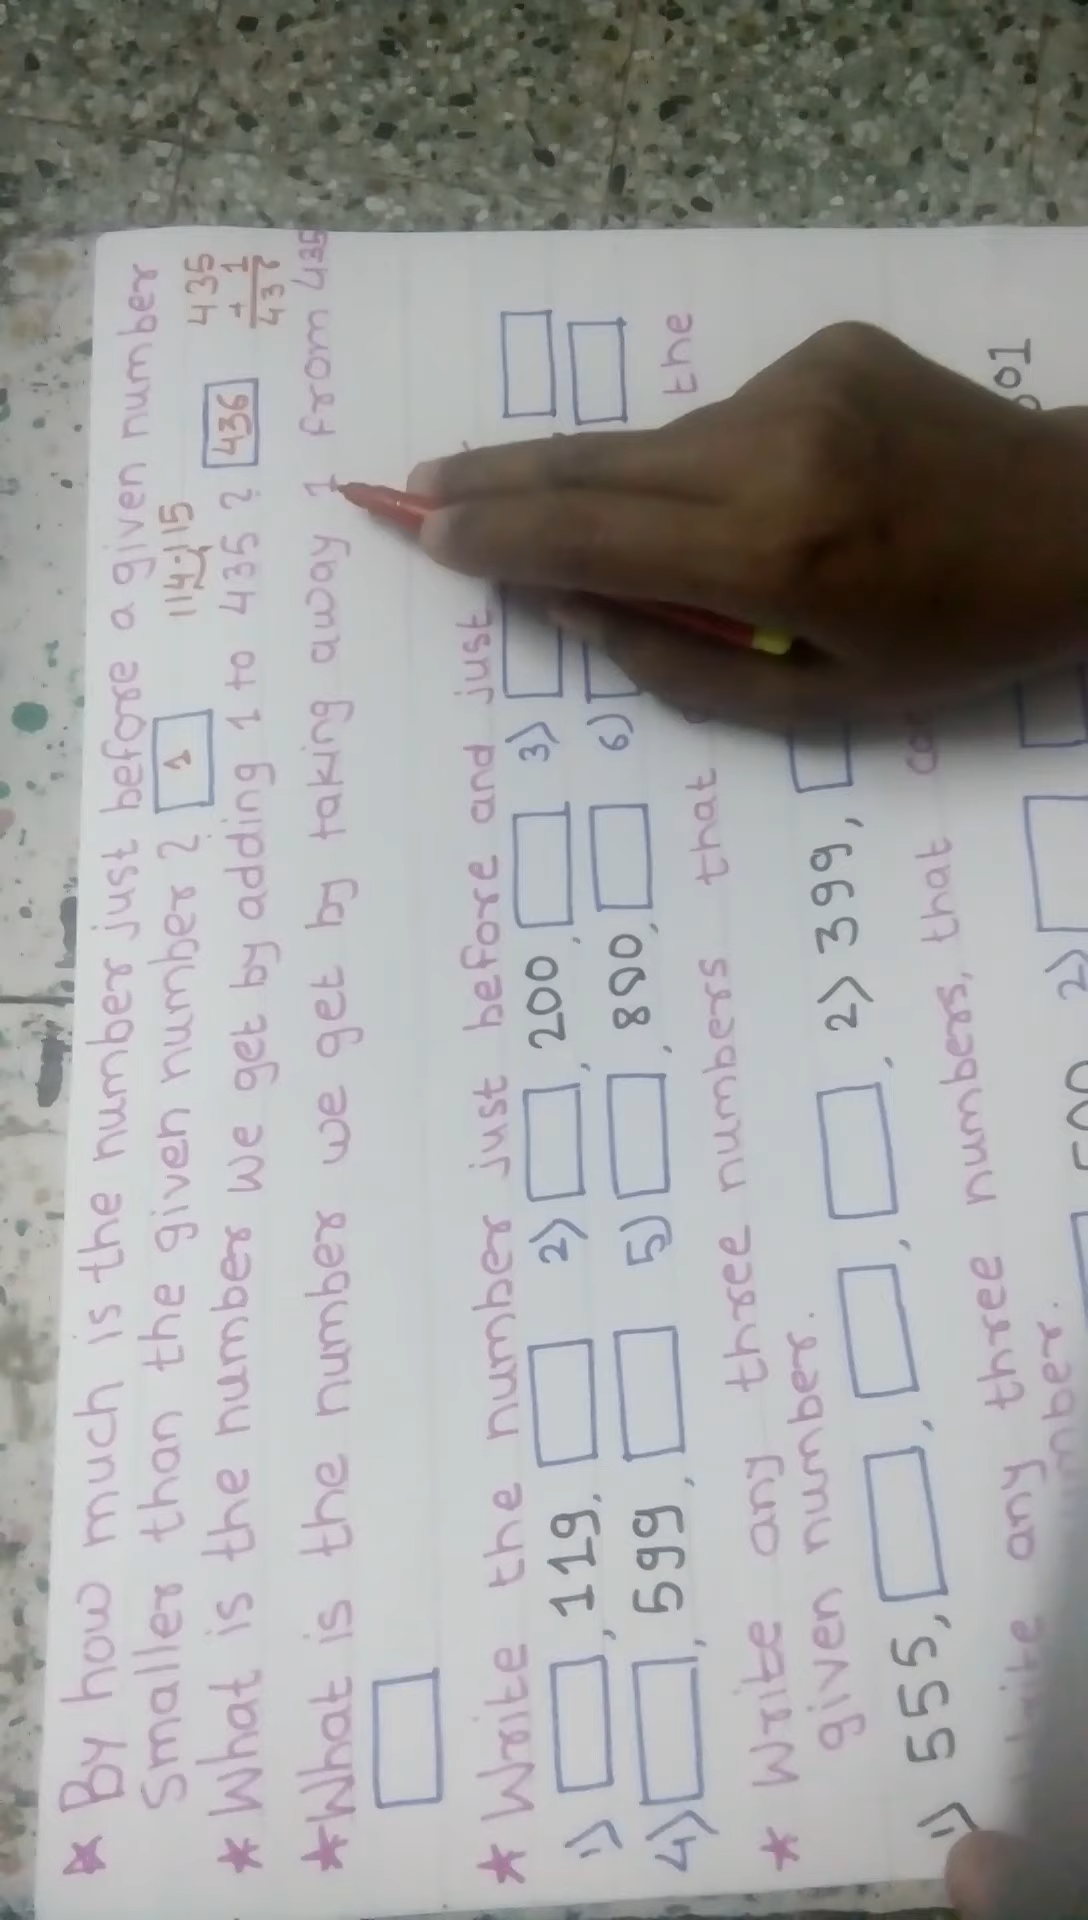 * By how much is the number just before a given number
Smaller than the given number ? 1 114 115 435
+ 1
436
* What is the number we get by adding 1 to 435 ? 436
* What is the number we get by taking away 1 from 435
* Write the number just before and just
1) , 119, 2) , 200, 3)
4) , 599, 5) , 800, 6)
* Write any three numbers that the
given number.
1) 555, , , , 2) 399,
any three numbers, that
2)